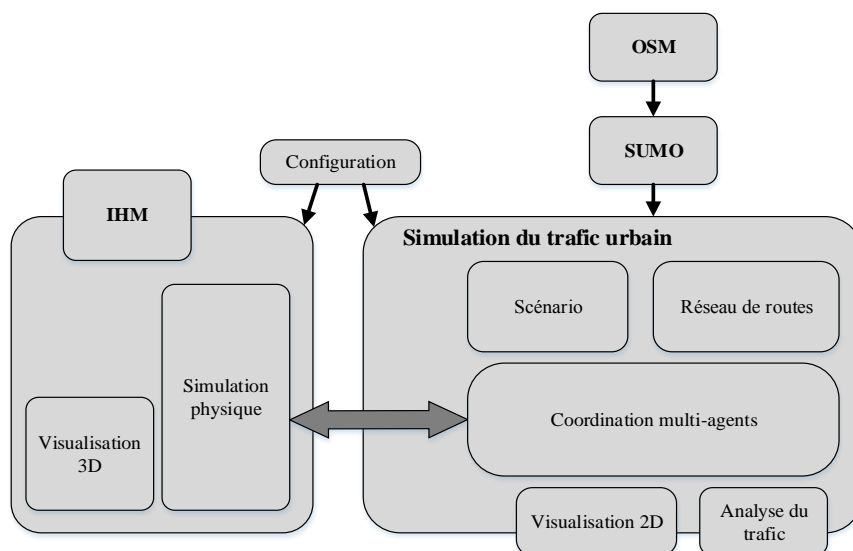 OSM
SUMO
Configuration
IHM
Simulation du trafic urbain
Scénario
Réseau de routes
Simulation
physique
Coordination multi-agents
Visualisation
3D
Visualisation 2D
Analyse du
trafic